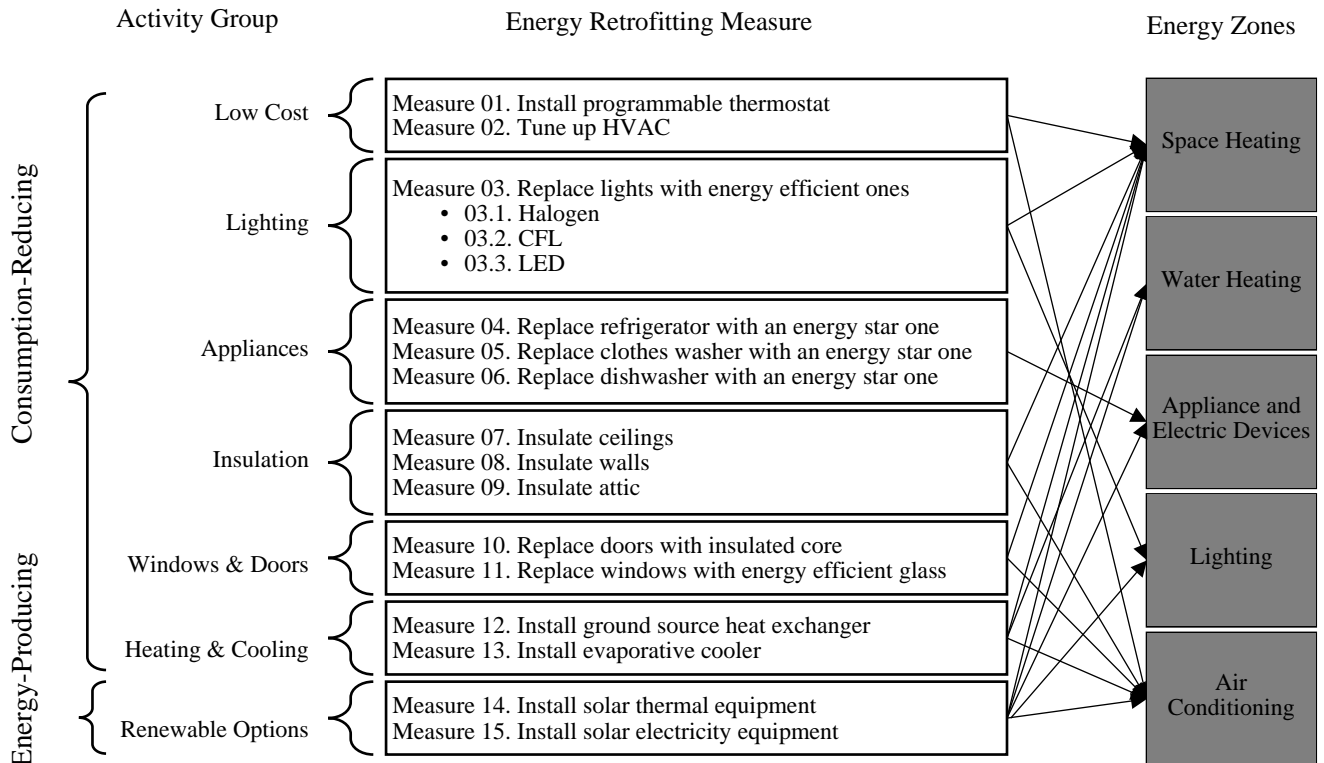 Activity Group
Energy Retrofitting Measure
Energy Zones
Consumption-Reducing
Energy-Producing
Low Cost
Measure 01. Install programmable thermostat
Measure 02. Tune up HVAC
Lighting
Measure 03. Replace lights with energy efficient ones
• 03.1. Halogen
• 03.2. CFL
• 03.3. LED
Appliances
Measure 04. Replace refrigerator with an energy star one
Measure 05. Replace clothes washer with an energy star one
Measure 06. Replace dishwasher with an energy star one
Insulation
Measure 07. Insulate ceilings
Measure 08. Insulate walls
Measure 09. Insulate attic
Windows & Doors
Measure 10. Replace doors with insulated core
Measure 11. Replace windows with energy efficient glass
Heating & Cooling
Measure 12. Install ground source heat exchanger
Measure 13. Install evaporative cooler
Renewable Options
Measure 14. Install solar thermal equipment
Measure 15. Install solar electricity equipment
Space Heating
Water Heating
Appliance and
Electric Devices
Lighting
Air
Conditioning